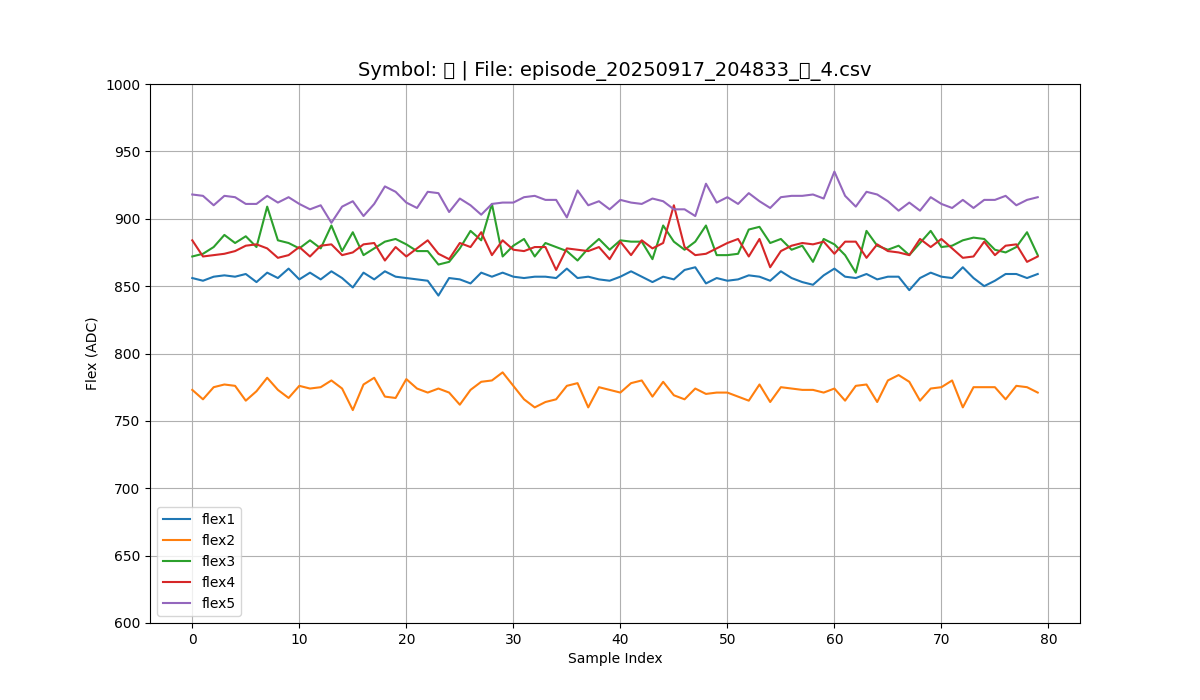 Symbol: | File: episode_20250917_204833_ _4.csv
1000
950
900
850
800
750
700
650
600
Flex (ADC)
flex1
flex2
flex3
flex4
flex5
0 10 20 30 40 50 60 70 80
Sample Index